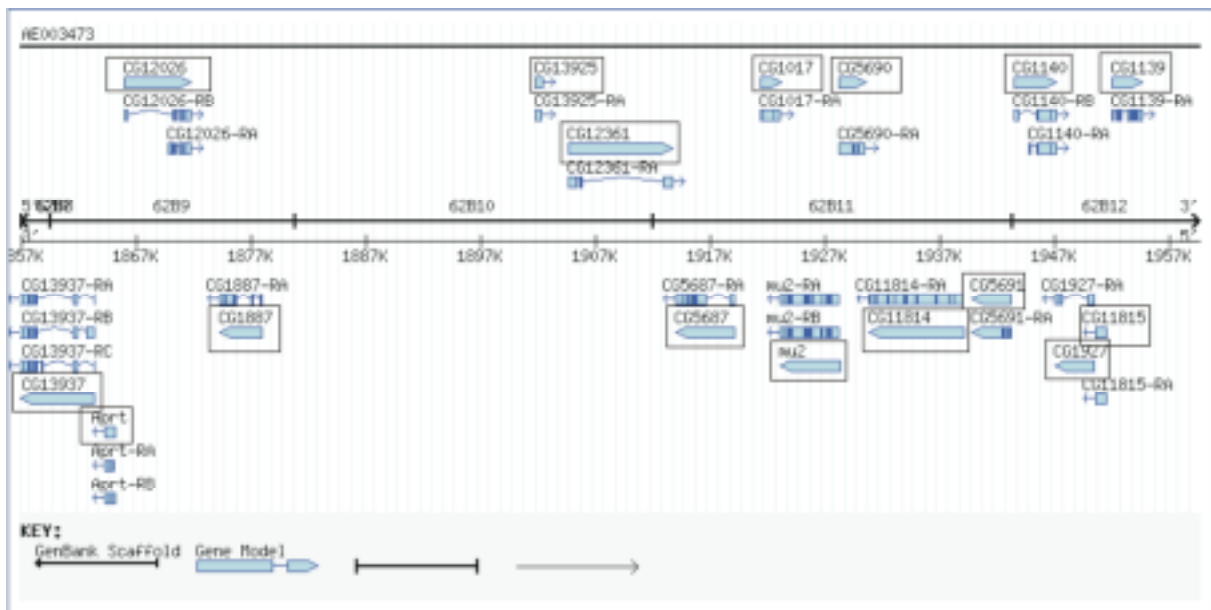 AE003473
CG12026 CG13925 CG1017 CG5690 CG1140 CG1139
CG12026-RB CG13925-RA CG1017-RA CG1140-RB CG1139-RA
CG12026-RA CG12361 CG5690-RA CG1140-RA
CG12361-RA
5' 62B9 62B10 62B11 62B12 3'
5'
1867K 1877K 1887K 1897K 1907K 1917K 1927K 1937K 1947K 1957K
CG13937-RA CG1887-RA CG5687-RA mu2-RA CG11814-RA CG5691 CG1927-RA
CG13937-RB CG1887 CG5687 mu2-RB CG11814 CG5691-RA CG11815
CG13937-RC mu2 CG1927
CG13937 CG11815-RA
Aprt
Aprt-RA
Aprt-RB
KEY:
GenBank Scaffold Gene Model